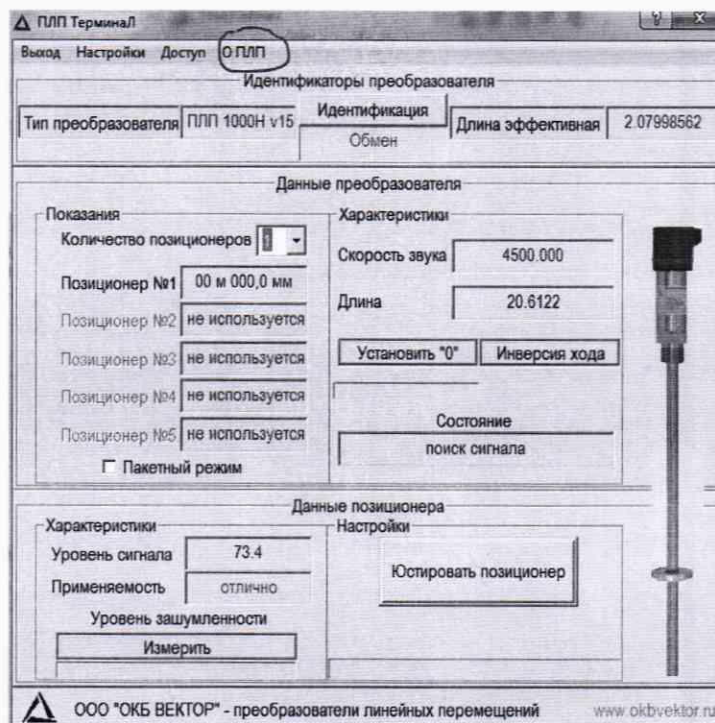 ПЛП ТерминаЛ
Выход Настройки Доступ О ПЛП
Идентификаторы преобразователя
Тип преобразователя ПЛП 1000Н v15 Идентификация Длина эффективная 2.07998562
Обмен
Данные преобразователя
Показания
Количество позиционеров 1
Позиционер №1 00 м 000,0 мм
Позиционер №2 не используется
Позиционер №3 не используется
Позиционер №4 не используется
Позиционер №5 не используется
Пакетный режим
Характеристики
Скорость звука 4500.000
Длина 20.6122
Установить "0" Инверсия хода
Состояние
поиск сигнала
Данные позиционера
Характеристики
Уровень сигнала 73.4
Применяемость отлично
Уровень зашумленности
Измерить
Настройки
Юстировать позиционер
ООО "ОКБ ВЕКТОР" - преобразователи линейных перемещений www.okbvektor.ru